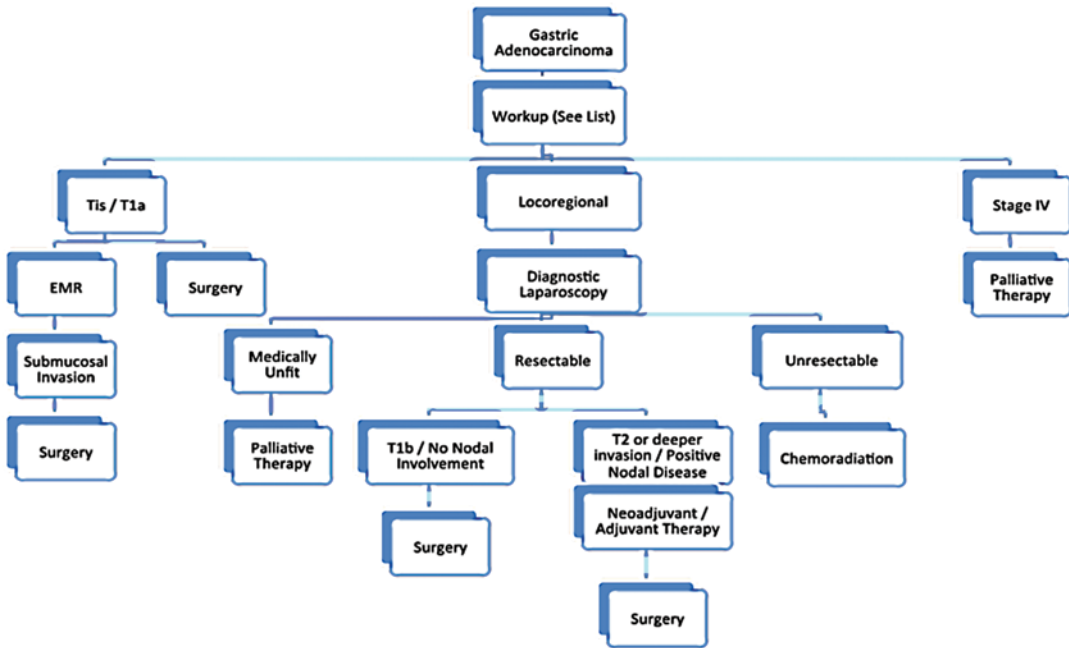 Gastric
Adenocarcinoma
Workup (See List)
Tis / T1a
Locoregional
Stage IV
EMR
Surgery
Diagnostic
Laparoscopy
Palliative
Therapy
Submucosal
Invasion
Medically
Unfit
Resectable
Unresectable
Surgery
Palliative
Therapy
T1b / No Nodal
Involvement
T2 or deeper
invasion / Positive
Nodal Disease
Chemoradiation
Surgery
Neoadjuvant /
Adjuvant Therapy
Surgery